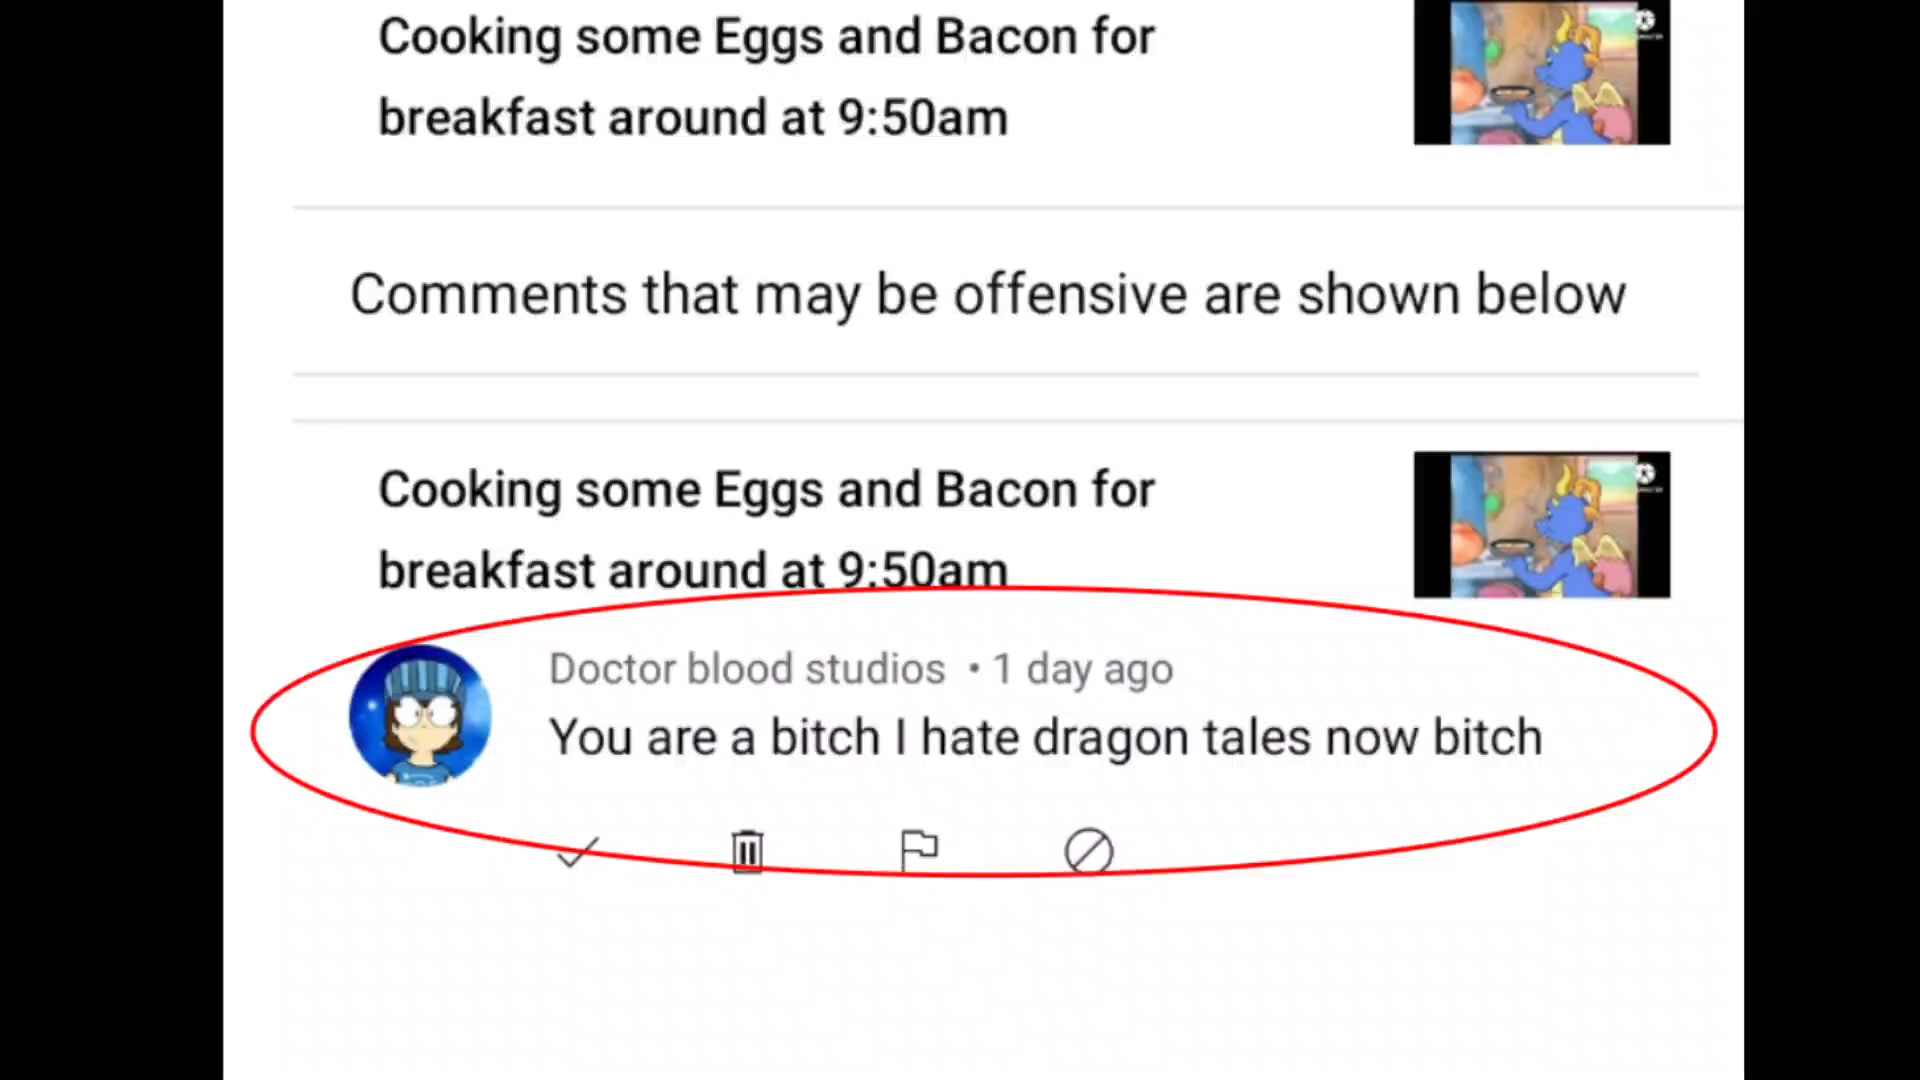 Cooking some Eggs and Bacon for
breakfast around at 9:50am
Comments that may be offensive are shown below
Cooking some Eggs and Bacon for
breakfast around at 9:50am
Doctor blood studios • 1 day ago
You are a bitch I hate dragon tales now bitch